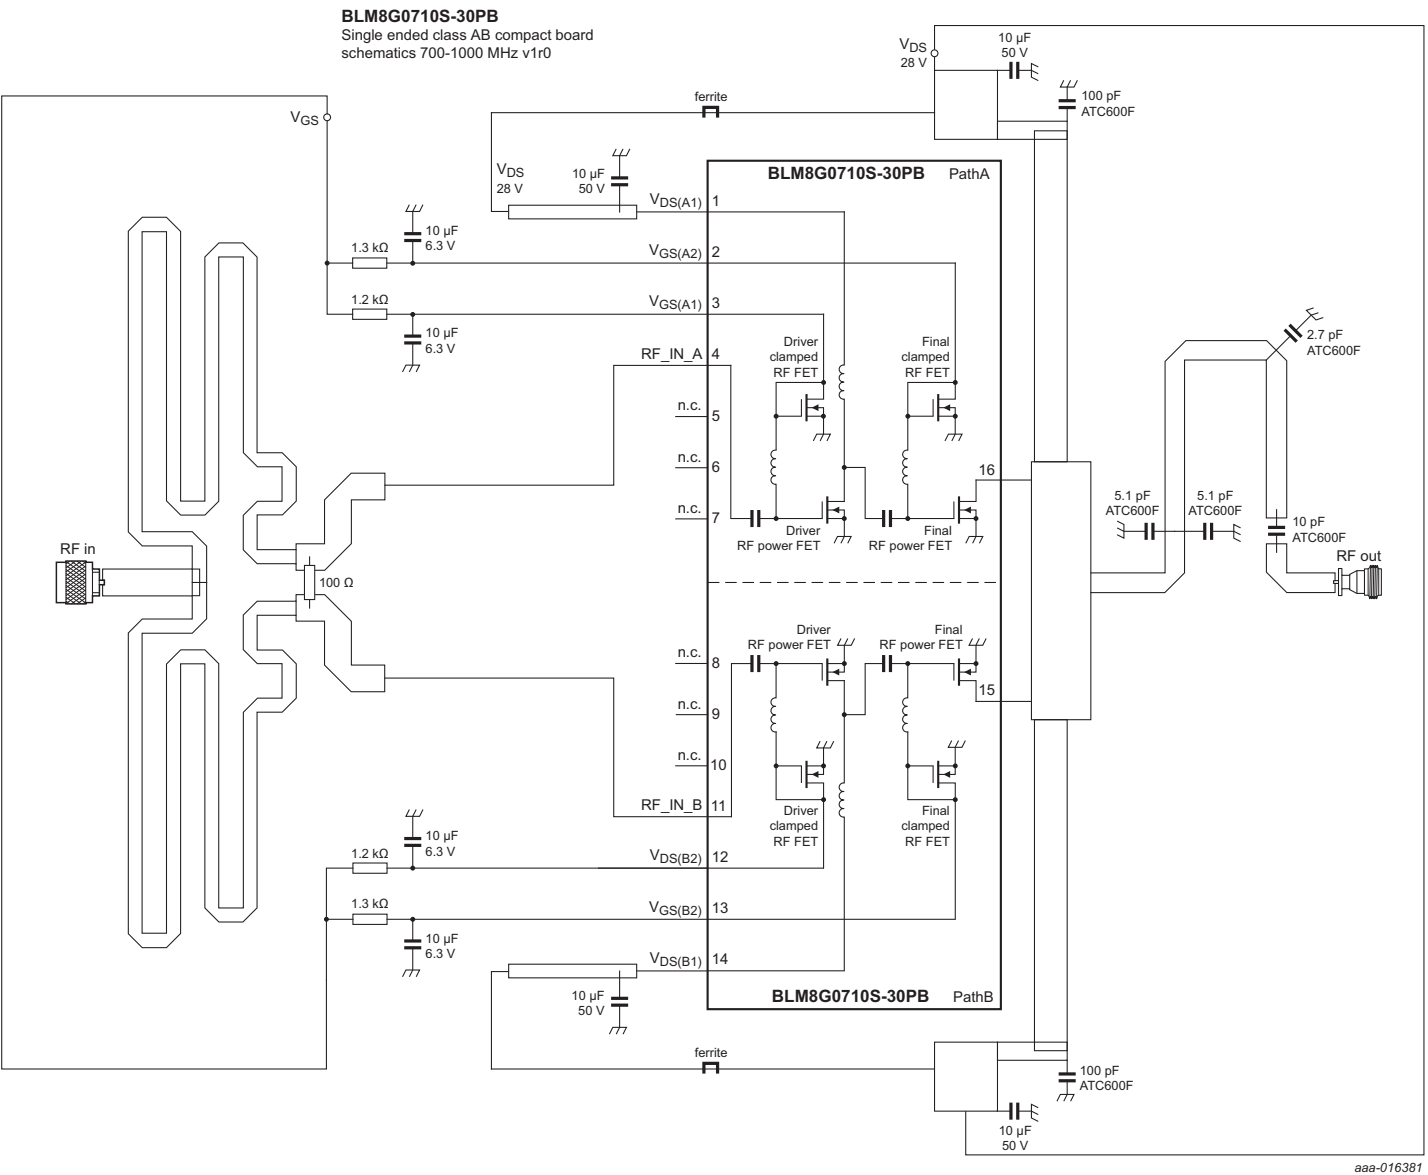 BLM8G0710S-30PB
Single ended class AB compact board
schematics 700-1000 MHz v1r0
VDS
28 V
10 µF
50 V
100 pF
ATC600F
ferrite
VGS
VDS
28 V
10 µF
50 V
BLM8G0710S-30PB PathA
VDS(A1) 1
10 µF
6.3 V
1.3 kΩ
VGS(A2) 2
1.2 kΩ
VGS(A1) 3
10 µF
6.3 V
RF_IN_A 4
Driver
clamped
RF FET
Final
clamped
RF FET
2.7 pF
ATC600F
n.c. 5
n.c. 6
n.c. 7
16
Driver
RF power FET
Final
RF power FET
5.1 pF
ATC600F
5.1 pF
ATC600F
10 pF
ATC600F
RF in
100 Ω
RF out
Driver
RF power FET
Final
RF power FET
n.c. 8
15
n.c. 9
n.c. 10
RF_IN_B 11
Driver
clamped
RF FET
Final
clamped
RF FET
10 µF
6.3 V
1.2 kΩ
VDS(B2) 12
1.3 kΩ
VGS(B2) 13
10 µF
6.3 V
VDS(B1) 14
10 µF
50 V
BLM8G0710S-30PB PathB
ferrite
100 pF
ATC600F
10 µF
50 V
aaa-016381